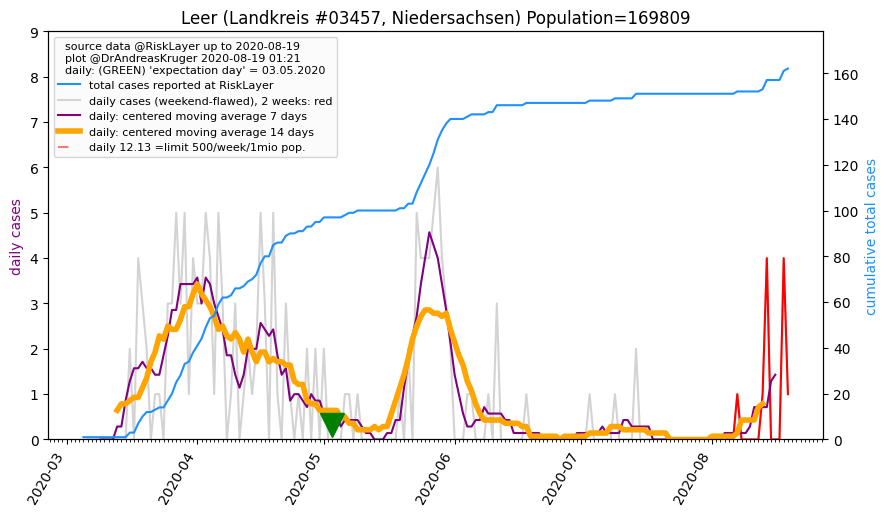 Leer (Landkreis #03457, Niedersachsen) Population=169809
source data @RiskLayer up to 2020-08-19
plot @DrAndreasKruger 2020-08-19 01:21
daily: (GREEN) 'expectation day' = 03.05.2020
total cases reported at RiskLayer
daily cases (weekend-flawed), 2 weeks: red
daily: centered moving average 7 days
daily: centered moving average 14 days
daily 12.13 =limit 500/week/1mio pop.
daily cases
9
8
7
6
5
4
3
2
1
0
160
140
120
100
80
60
40
20
0
cumulative total cases
2020-03
2020-04
2020-05
2020-06
2020-07
2020-08